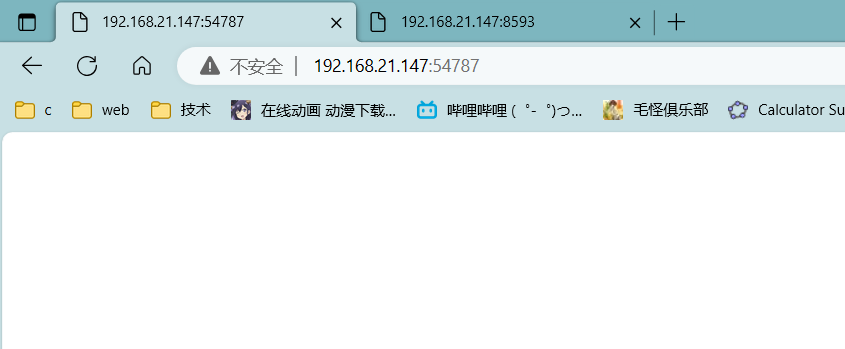 192.168.21.147:54787 192.168.21.147:8593
不安全 192.168.21.147:54787
c web 技术 在线动画 动漫下载... 哔哩哔哩 ( ゜- ゜)つ... 毛怪俱乐部 Calculator Su